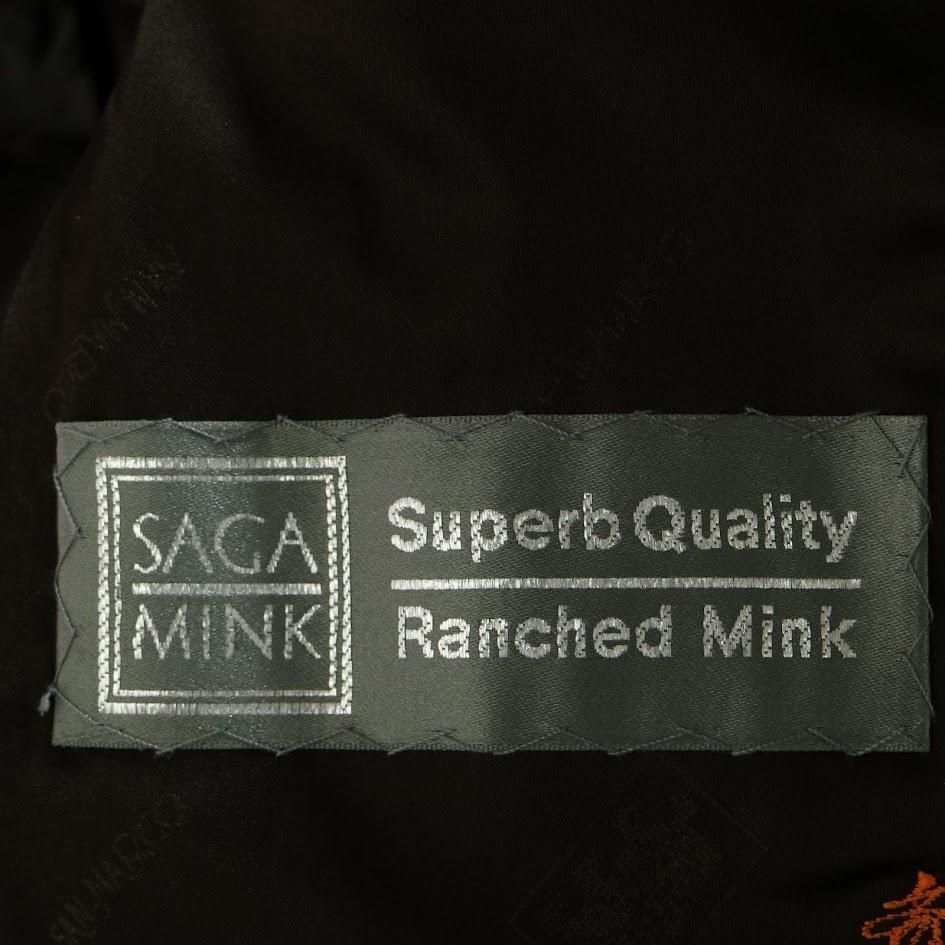 SAGA
MINK
Superb Quality
Ranched Mink